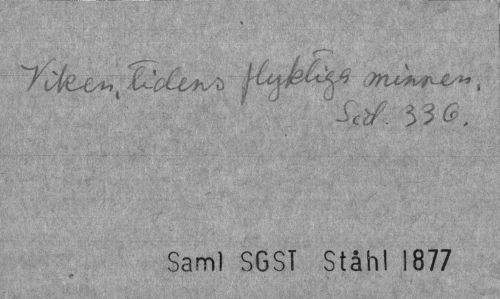 Viken, tidens flyktiga minnen.
Sid. 336.
Saml SGST Ståhl 1877